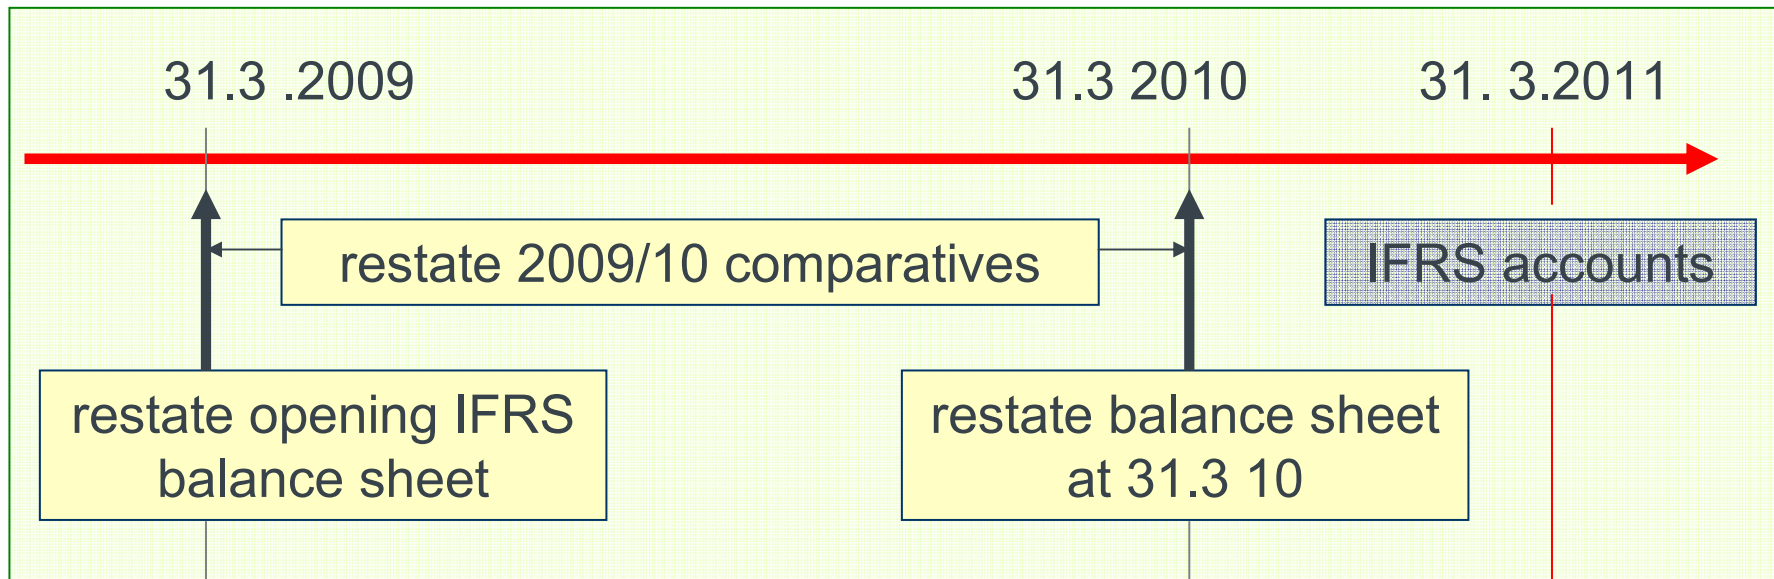 31.3 .2009
31.3 2010
31. 3.2011
restate 2009/10 comparatives
IFRS accounts
restate opening IFRS
balance sheet
restate balance sheet
at 31.3 10